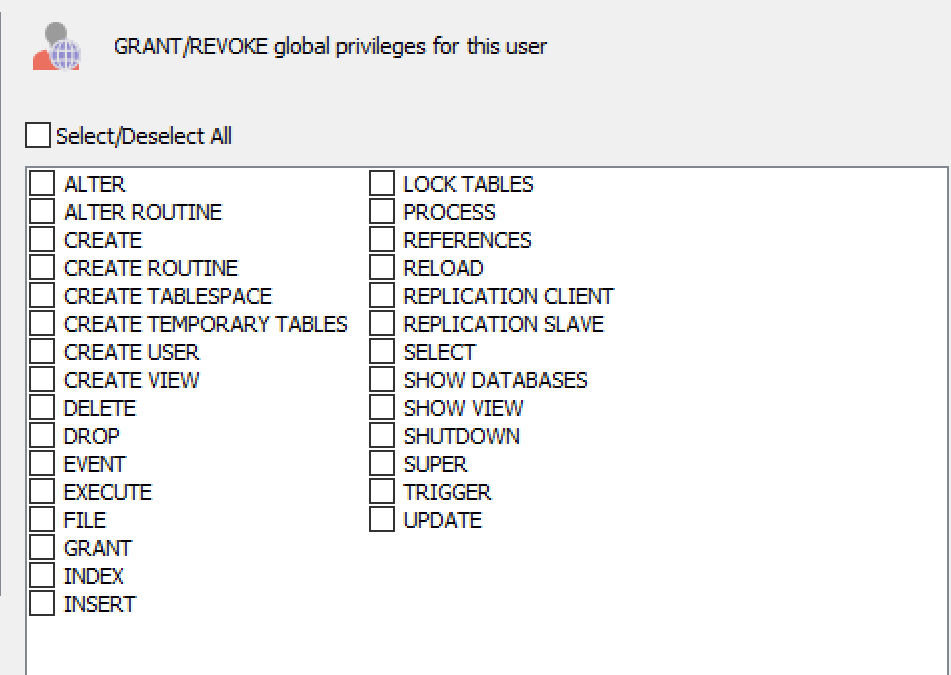 GRANT/REVOKE global privileges for this user
Select/Deselect All
ALTER
ALTER ROUTINE
CREATE
CREATE ROUTINE
CREATE TABLESPACE
CREATE TEMPORARY TABLES
CREATE USER
CREATE VIEW
DELETE
DROP
EVENT
EXECUTE
FILE
GRANT
INDEX
INSERT
LOCK TABLES
PROCESS
REFERENCES
RELOAD
REPLICATION CLIENT
REPLICATION SLAVE
SELECT
SHOW DATABASES
SHOW VIEW
SHUTDOWN
SUPER
TRIGGER
UPDATE